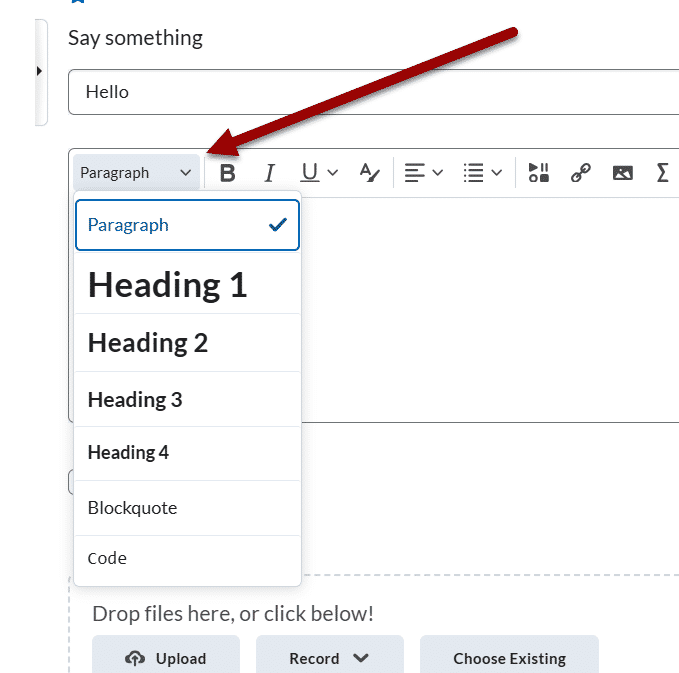 Say something
Hello
Paragraph B I U A Σ
Paragraph
Heading 1
Heading 2
Heading 3
Heading 4
Blockquote
Code
Drop files here, or click below!
Upload Record Choose Existing